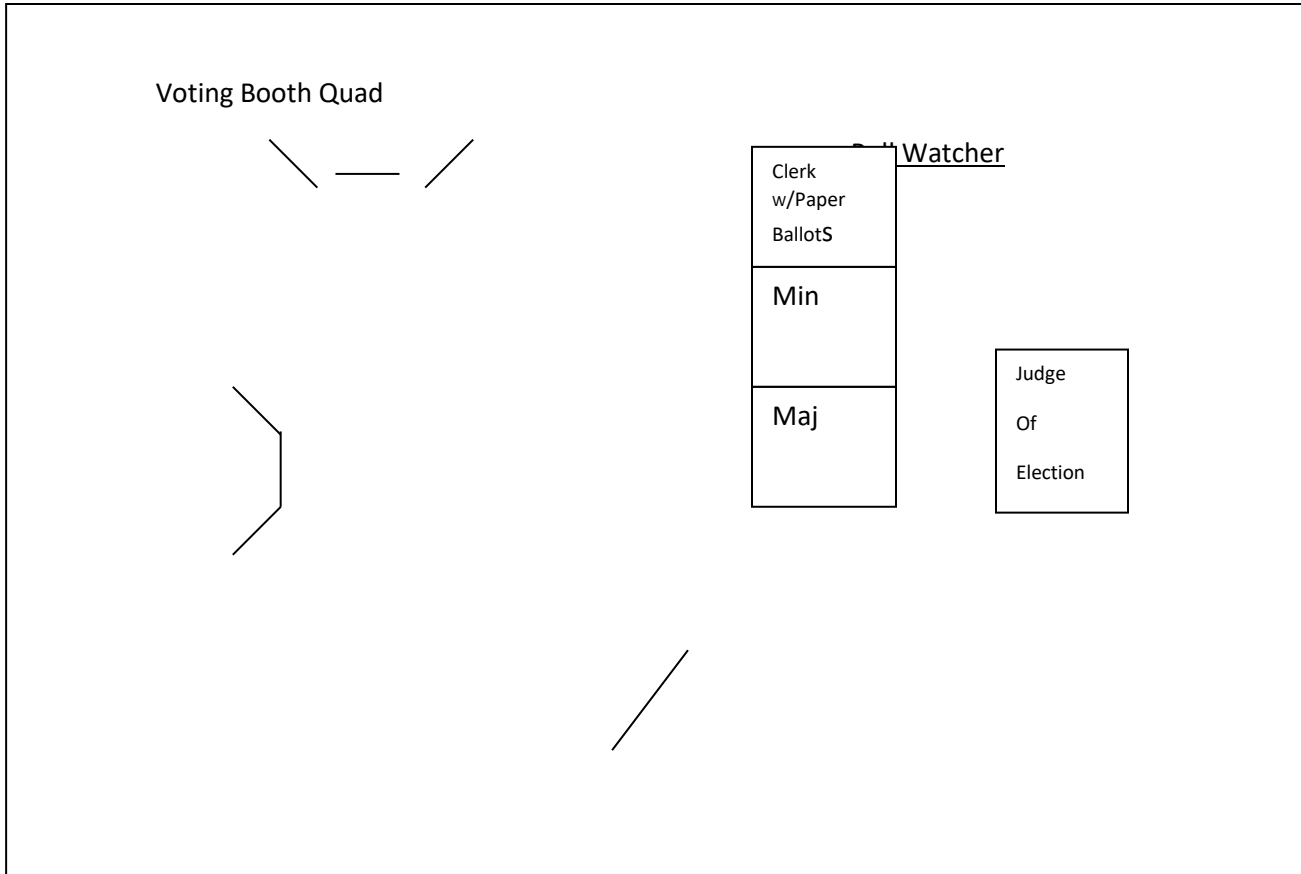 Voting Booth Quad
Watcher
Clerk
w/Paper
BallotS
Min
Maj
Judge
Of
Election